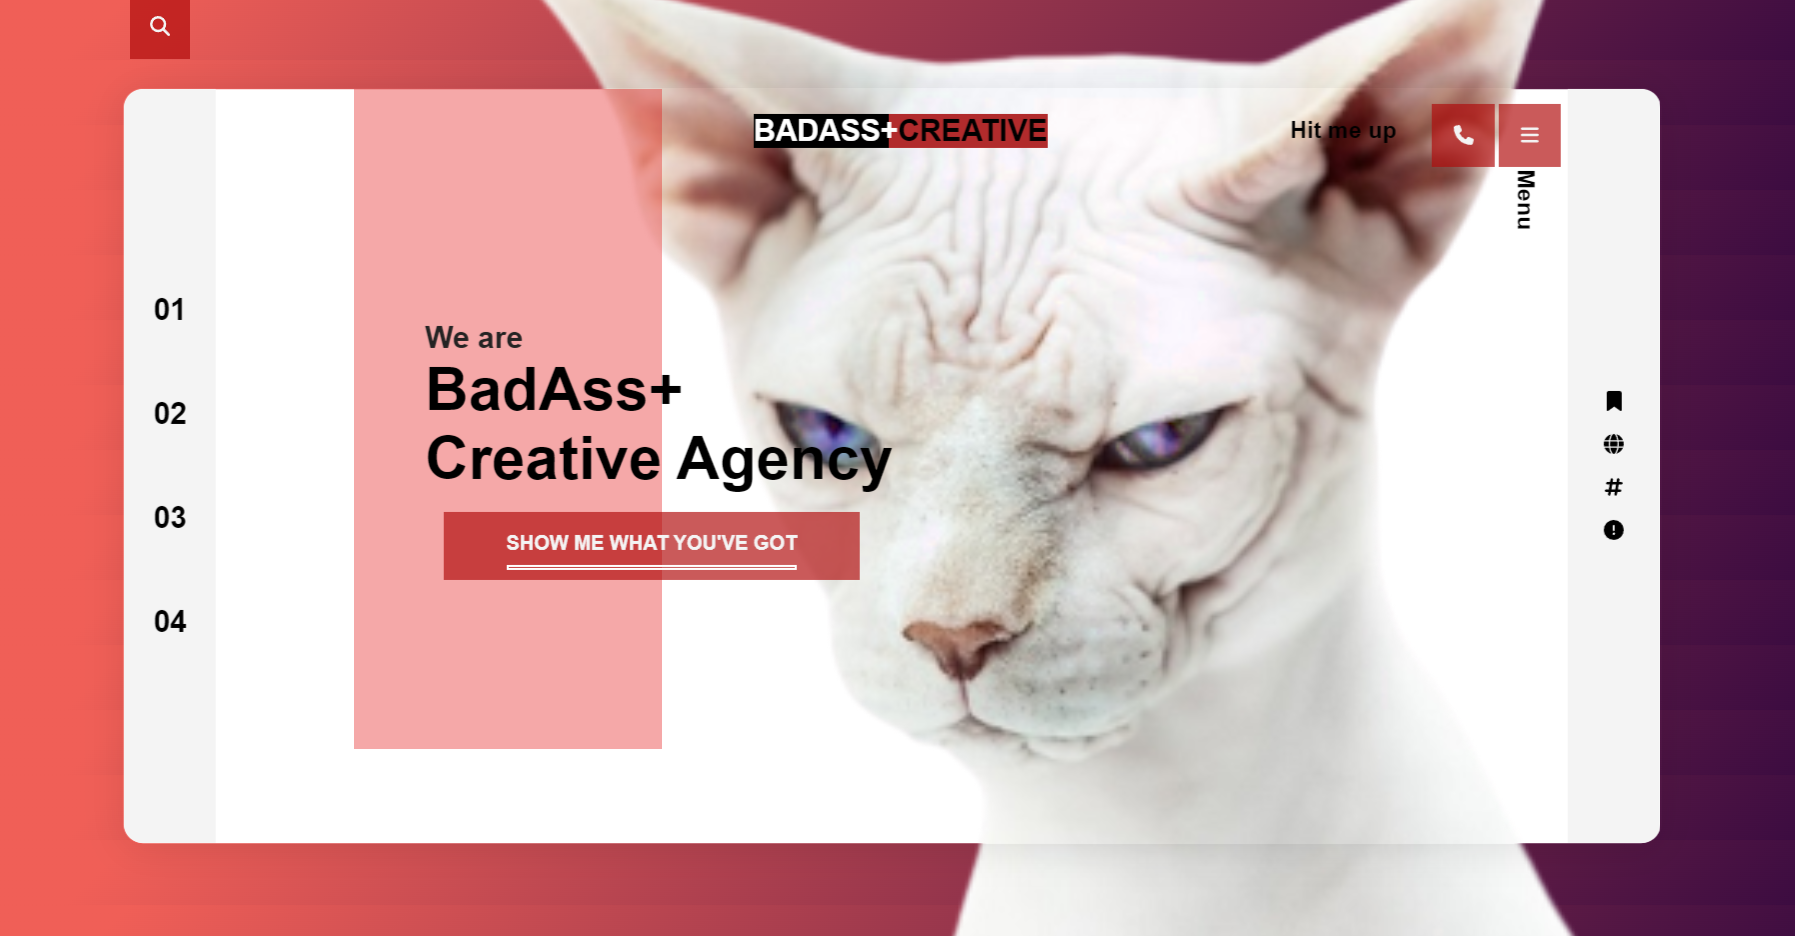 BADASS+CREATIVE
Hit me up
Menu
01
02
03
04
We are
BadAss+
Creative Agency
SHOW ME WHAT YOU'VE GOT